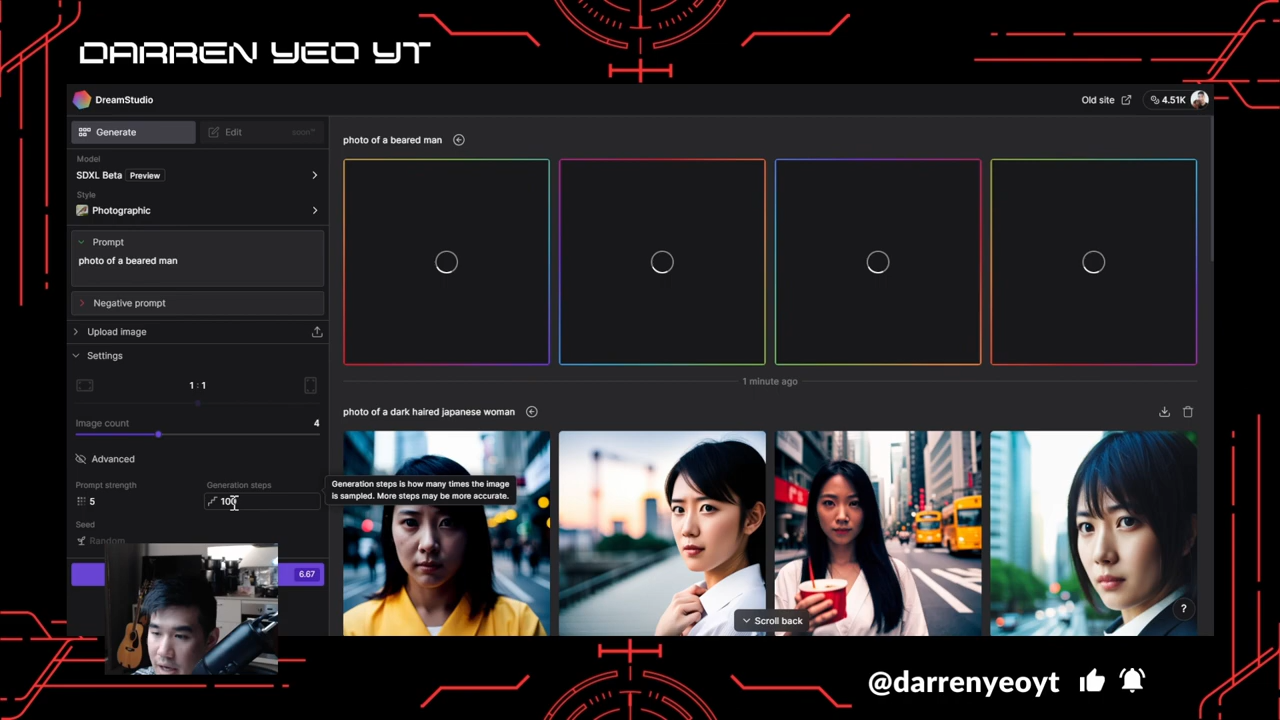 DARREN YEO YT
DreamStudio
Old site
4.51K
Generate
Edit
soon™
Model
SDXL Beta Preview
Style
Photographic
Prompt
photo of a beared man
Negative prompt
Upload image
Settings
1 : 1
Image count 4
Advanced
Prompt strength
5
Generation steps
100
Generation steps is how many times the image
is sampled. More steps may be more accurate.
Seed
Random
6.67
photo of a beared man
1 minute ago
photo of a dark haired japanese woman
Scroll back
?
@darrenyeoyt